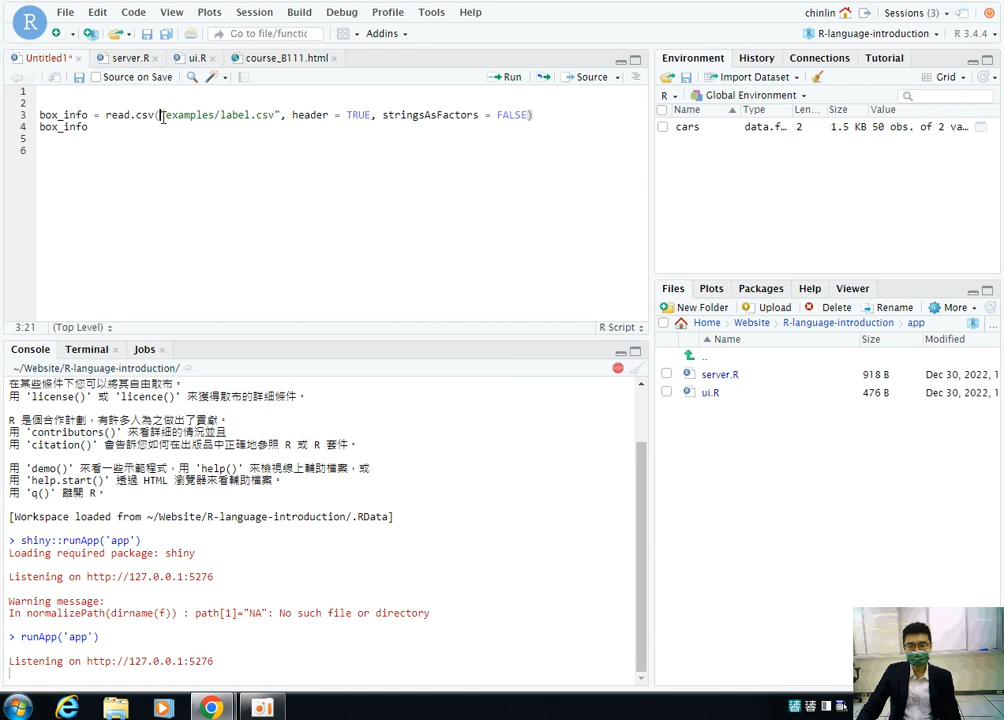 File Edit Code View Plots Session Build Debug Profile Tools Help
chinlin Sessions (3)
Go to file/functic Addins R-language-introduction R 3.4.4
Untitled1* server.R ui.R course_B111.html
Source on Save Run Source
1
2
3 box_info = read.csv("examples/label.csv", header = TRUE, stringsAsFactors = FALSE)
4 box_info
5
6
3:21 (Top Level) R Script
Console Terminal Jobs
~/Website/R-language-introduction/
在某些條件下您可以將其自由散布。
用 'license()' 或 'licence()' 來獲得散布的詳細條件。
R 是個合作計劃,有許多人為之做出了貢獻。
用 'contributors()' 來看詳細的情況並且
用 'citation()' 會告訴您如何在出版品中正確地參照 R 或 R 套件。
用 'demo()' 來看一些示範程式,用 'help()' 來檢視線上輔助檔案,或
用 'help.start()' 透過 HTML 瀏覽器來看輔助檔案。
用 'q()' 離開 R。
[Workspace loaded from ~/Website/R-language-introduction/.RData]
> shiny::runApp('app')
Loading required package: shiny
Listening on http://127.0.0.1:5276
Warning message:
In normalizePath(dirname(f)) : path[1]="NA": No such file or directory
> runApp('app')
Listening on http://127.0.0.1:5276
Environment History Connections Tutorial
Import Dataset Grid
R Global Environment
Name Type Len... Size Value
cars data.f... 2 1.5 KB 50 obs. of 2 va...
Files Plots Packages Help Viewer
New Folder Upload Delete Rename More
Home Website R-language-introduction app ...
Name Size Modified
..
server.R 918 B Dec 30, 2022, 1
ui.R 476 B Dec 30, 2022, 1